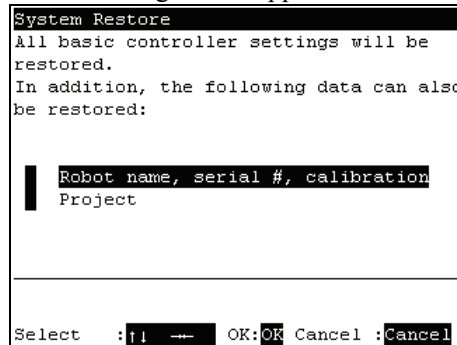 System Restore
All basic controller settings will be
restored.
In addition, the following data can also
be restored:
Robot name, serial #, calibration
Project
Select :↑↓ →← OK:OK Cancel :Cancel